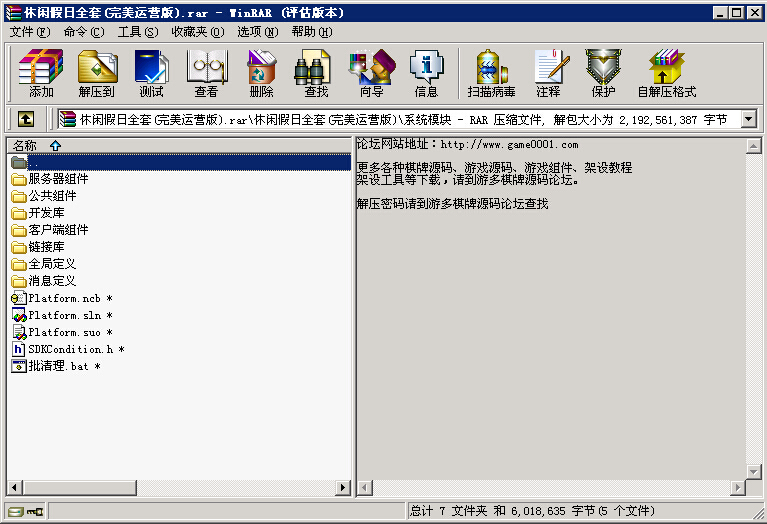 休闲假日全套(完美运营版).rar - WinRAR (评估版本)
文件(F) 命令(C) 工具(S) 收藏夹(O) 选项(N) 帮助(H)
添加 解压到 测试 查看 删除 查找 向导 信息 扫描病毒 注释 保护 自解压格式
休闲假日全套(完美运营版).rar\休闲假日全套(完美运营版)\系统模块 - RAR 压缩文件, 解包大小为 2,192,561,387 字节
名称
..
服务器组件
公共组件
开发库
客户端组件
链接库
全局定义
消息定义
Platform.ncb *
Platform.sln *
Platform.suo *
SDKCondition.h *
批清理.bat *
论坛网站地址：http://www.game0001.com
更多各种棋牌源码、游戏源码、游戏组件、架设教程
架设工具等下载，请到游多棋牌源码论坛。
解压密码请到游多棋牌源码论坛查找
总计 7 文件夹 和 6,018,635 字节(5 个文件)